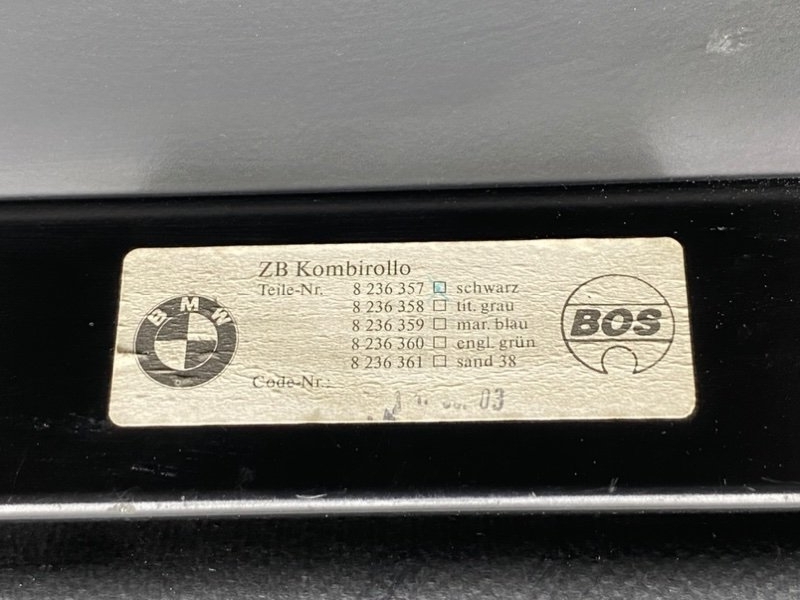 ZB Kombirollo
Teile-Nr. 8 236 357 schwarz
8 236 358 tit. grau
8 236 359 mar. blau
8 236 360 engl. grün
8 236 361 sand 38
Code-Nr.:
03
BMW
BOS